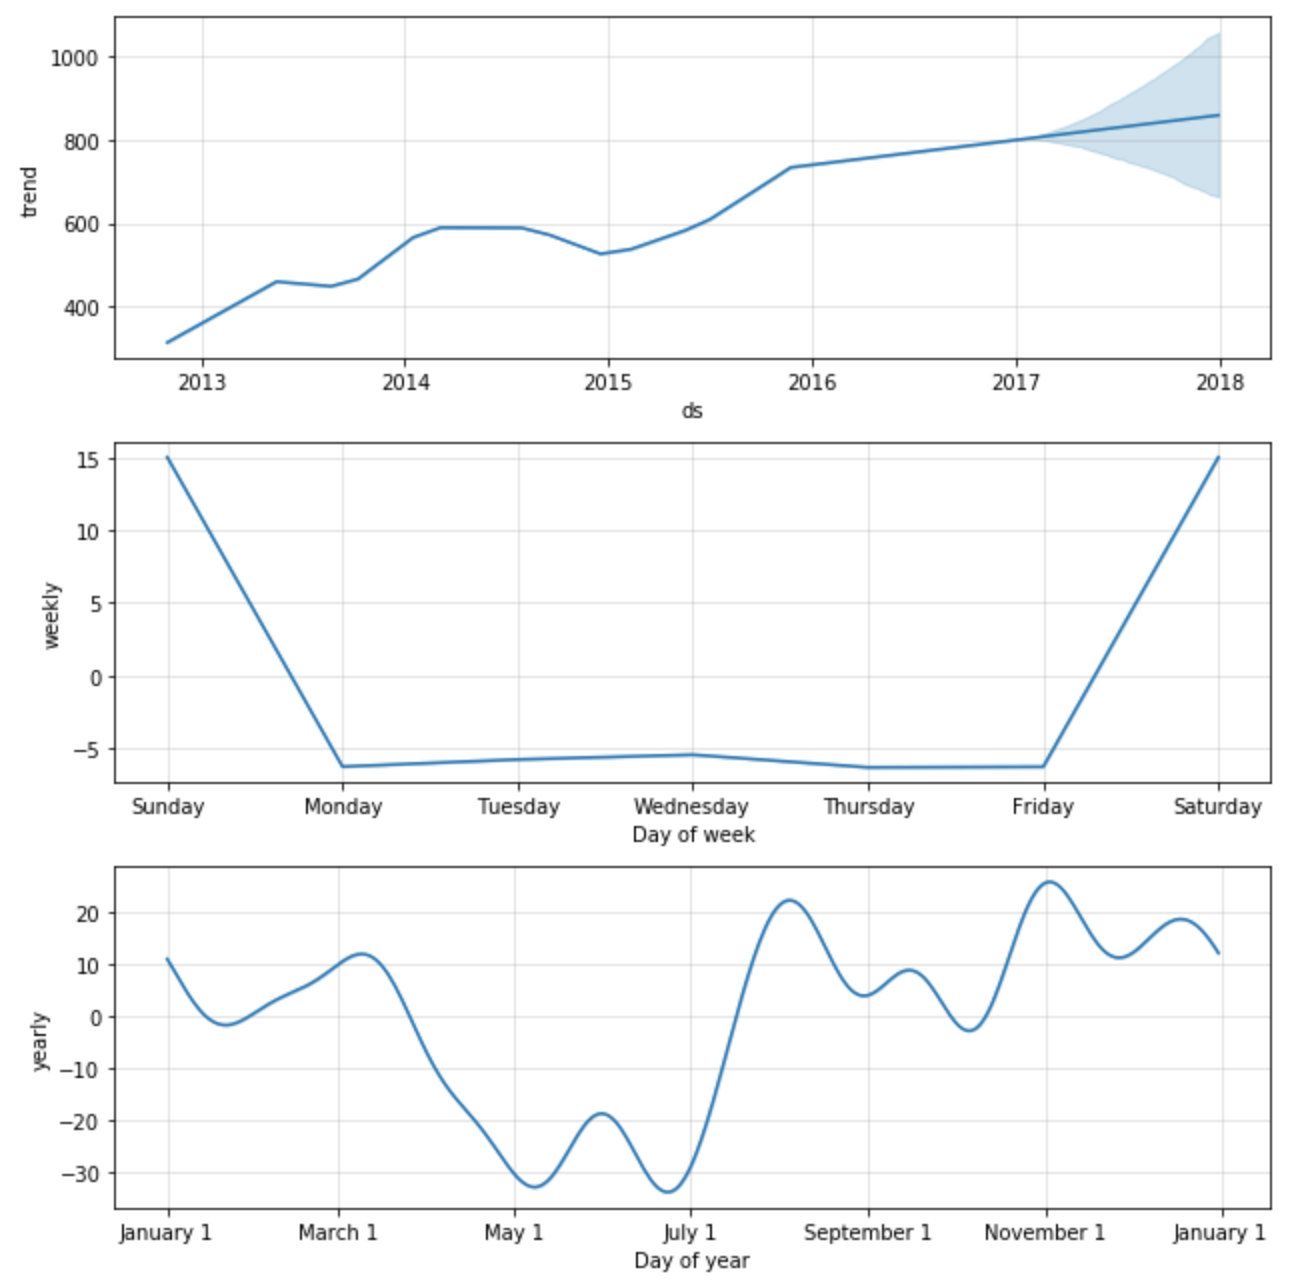 1000
800
600
400
trend
2013 2014 2015 2016 2017 2018
ds
15
10
5
0
−5
weekly
Sunday Monday Tuesday Wednesday Thursday Friday Saturday
Day of week
20
10
0
−10
−20
−30
yearly
January 1 March 1 May 1 July 1 September 1 November 1 January 1
Day of year